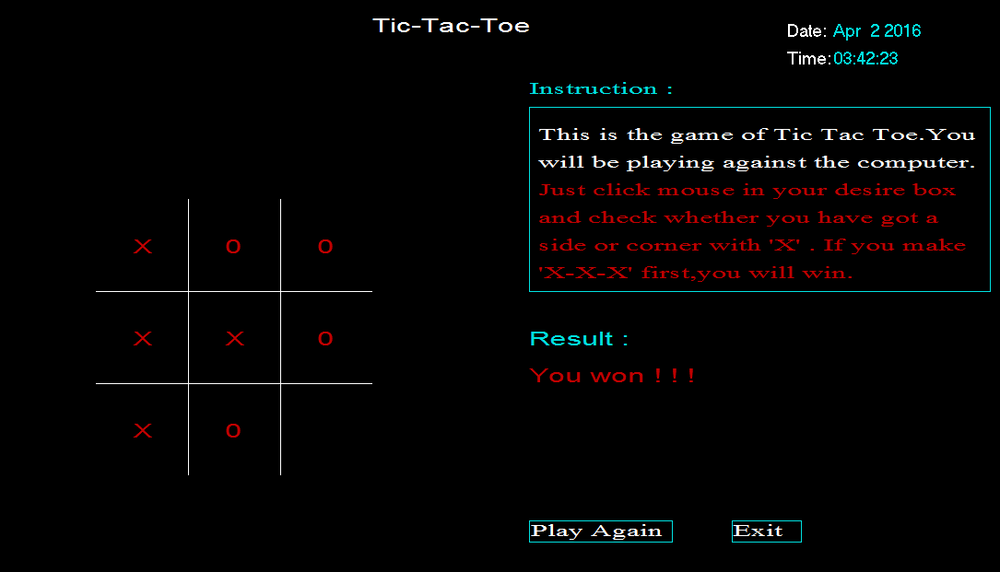 Tic-Tac-Toe
Date: Apr 2 2016
Time:03:42:23
Instruction :
This is the game of Tic Tac Toe.You
will be playing against the computer.
Just click mouse in your desire box
and check whether you have got a
side or corner with 'X' . If you make
'X-X-X' first,you will win.
X O O
X X O
X O
Result :
You won ! ! !
Play Again
Exit